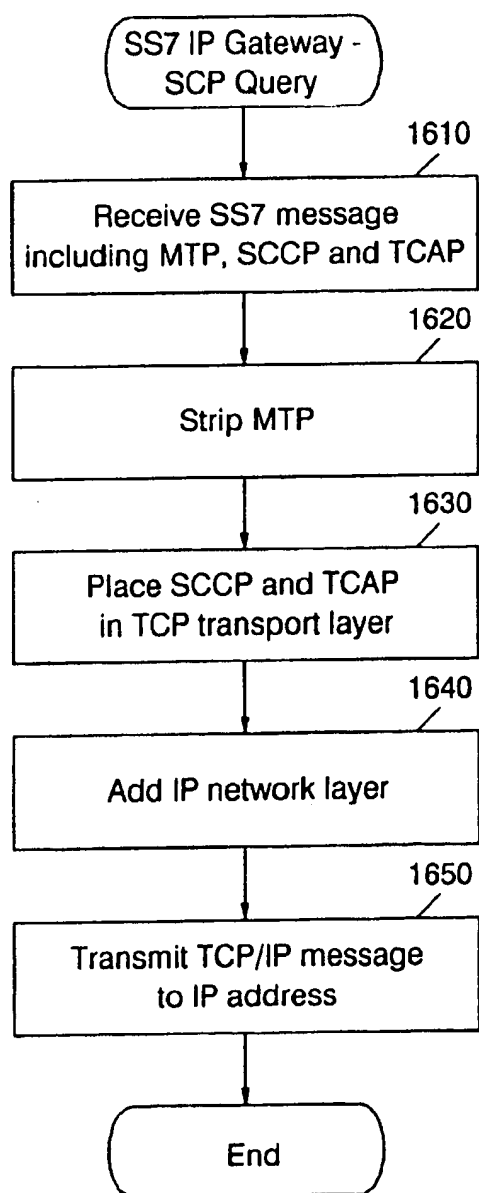 SS7 IP Gateway -
SCP Query
1610
Receive SS7 message
including MTP, SCCP and TCAP
1620
Strip MTP
1630
Place SCCP and TCAP
in TCP transport layer
1640
Add IP network layer
1650
Transmit TCP/IP message
to IP address
End